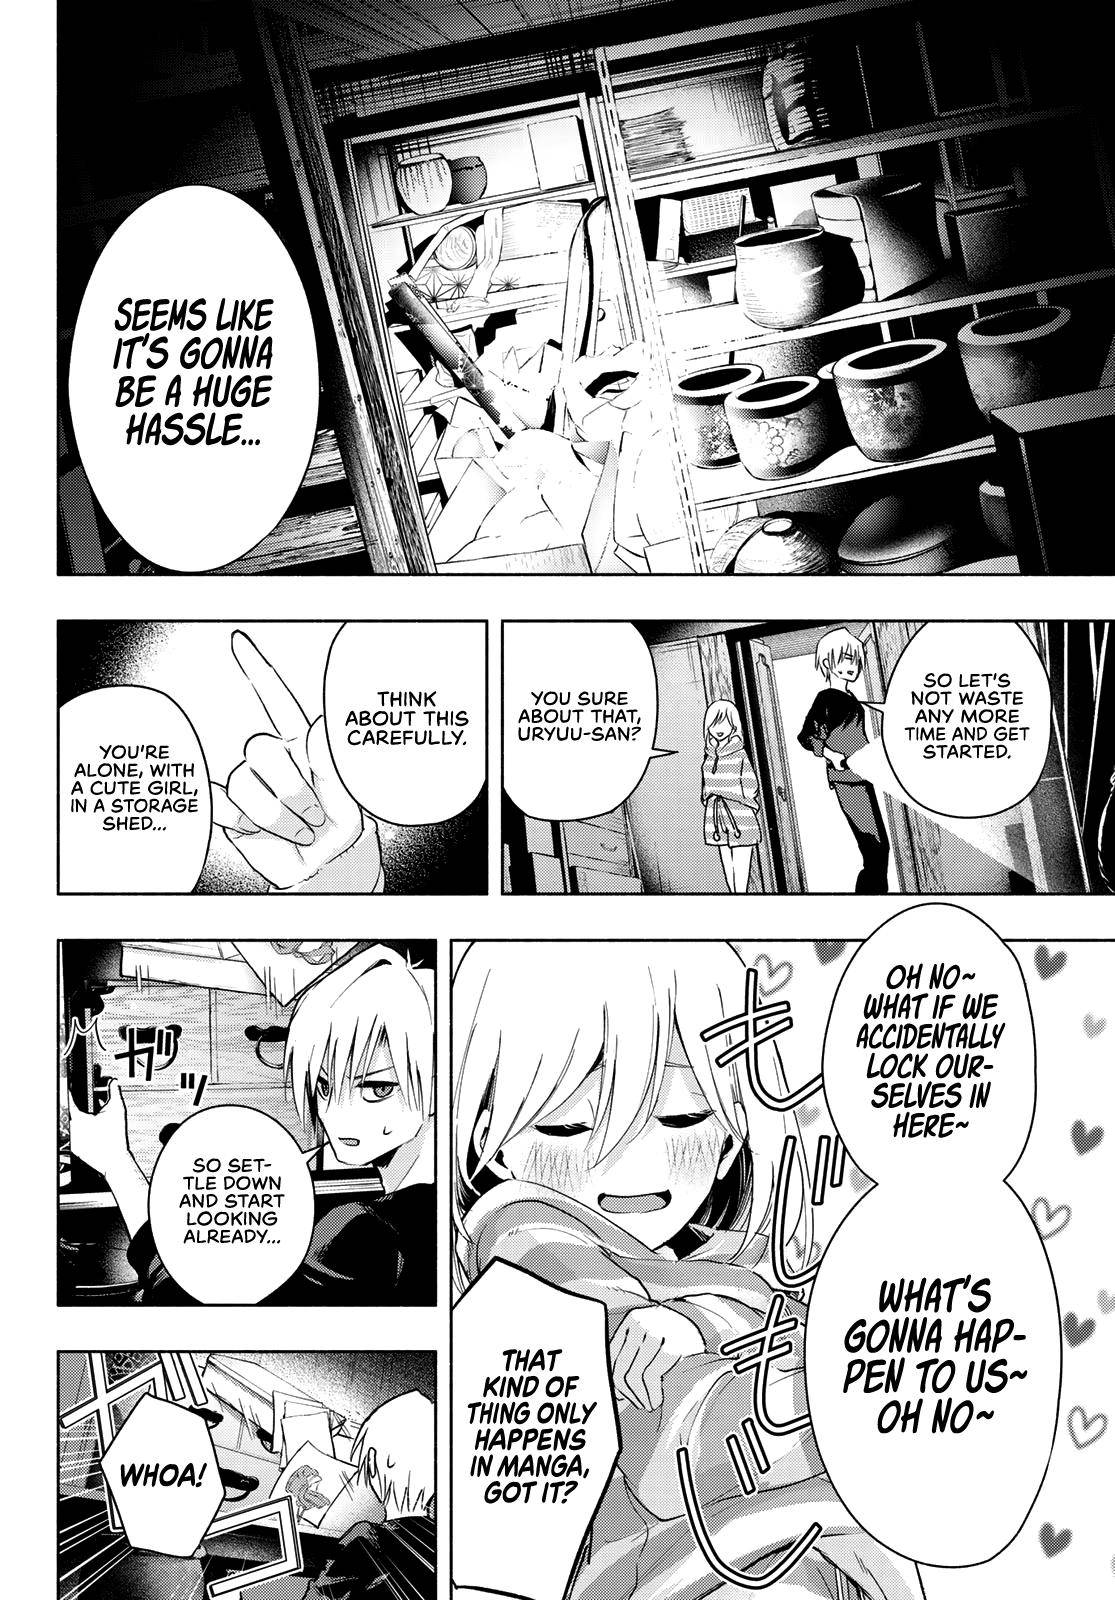 SEEMS LIKE
IT'S GONNA
BE A HUGE
HASSLE...
SO LET'S
NOT WASTE
ANY MORE
TIME AND GET
STARTED.
YOU SURE
ABOUT THAT,
URYUU-SAN?
THINK
ABOUT THIS
CAREFULLY.
YOU'RE
ALONE, WITH
A CUTE GIRL,
IN A STORAGE
SHED...
OH NO~
WHAT IF WE
ACCIDENTALLY
LOCK OUR-
SELVES IN
HERE~
WHAT'S
GONNA HAP-
PEN TO US~
OH NO~
モじ
モじ
THAT
KIND OF
THING ONLY
HAPPENS
IN MANGA,
GOT IT?
ガッ
SO SET-
TLE DOWN
AND START
LOOKING
ALREADY...
WHOA!